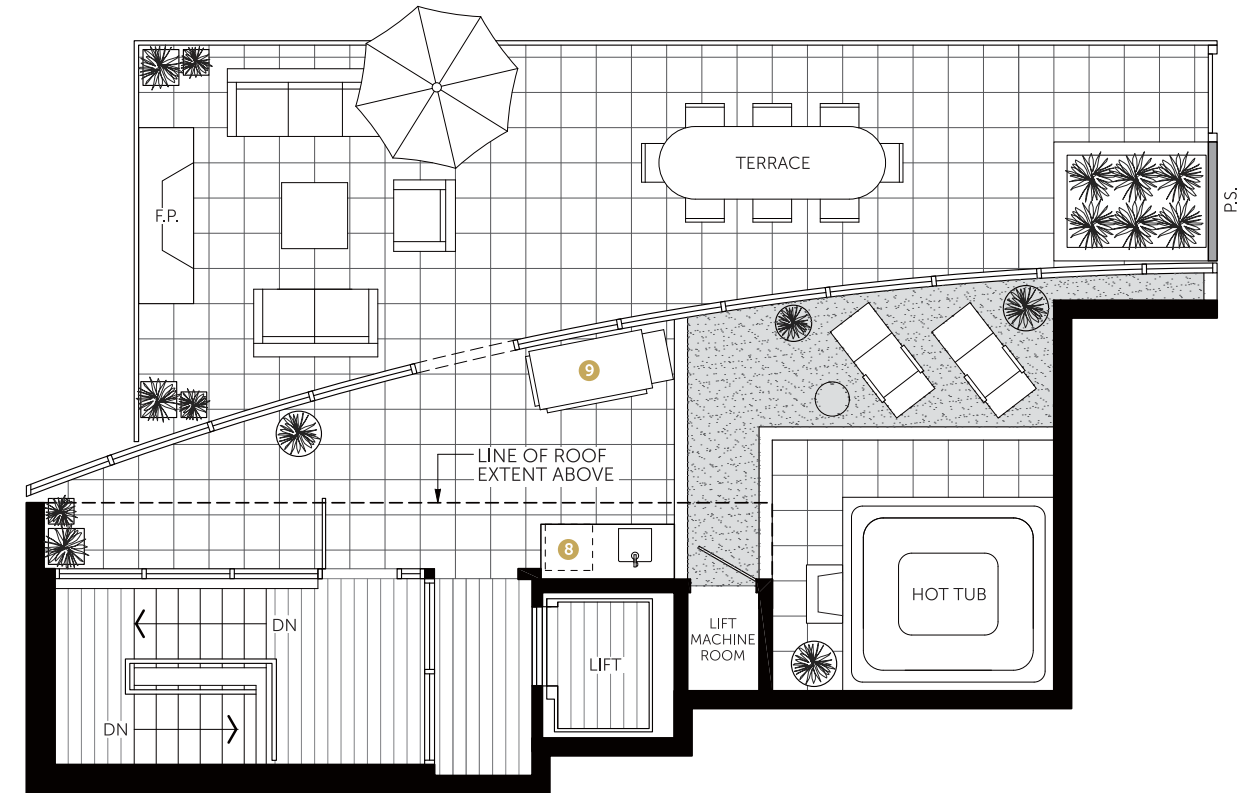 TERRACE
P.S.
F.P.
9
LINE OF ROOF
EXTENT ABOVE
8
HOT TUB
DN
LIFT
MACHINE
ROOM
LIFT
DN